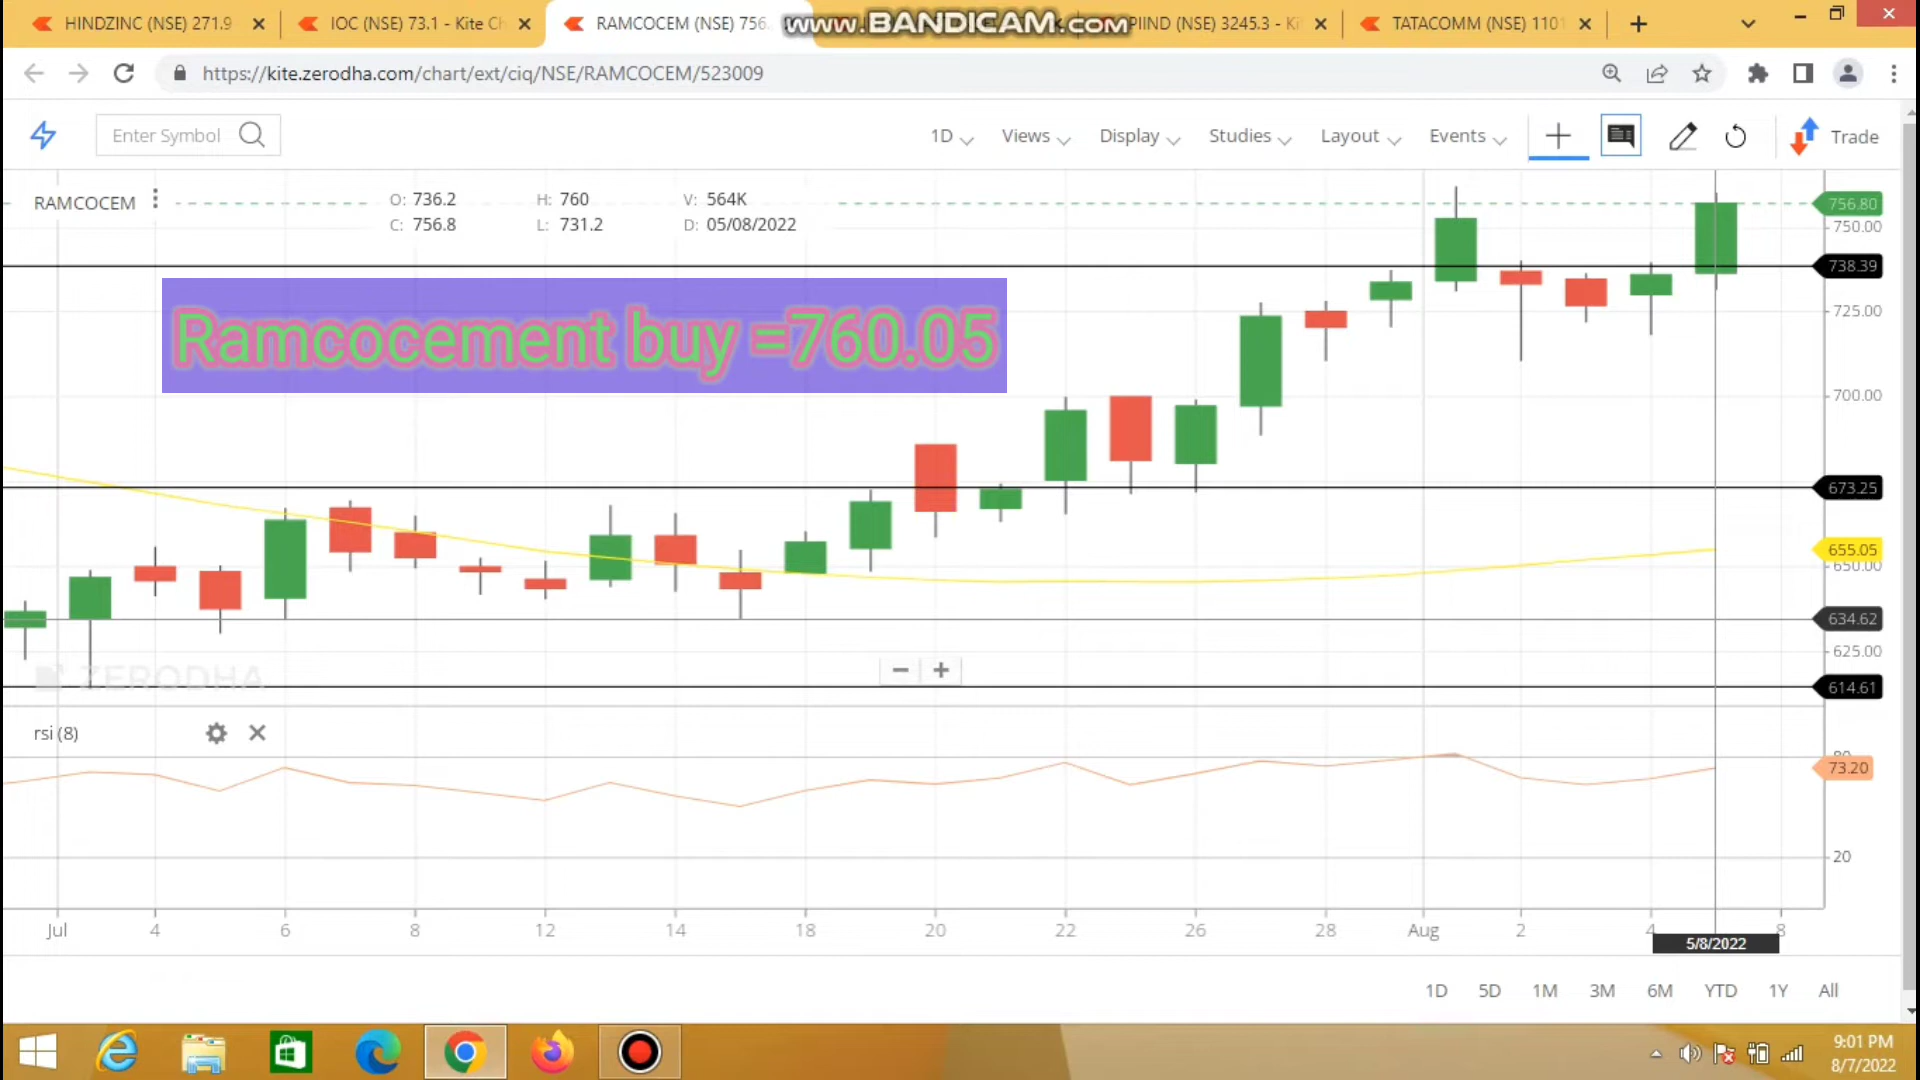 HINDZINC (NSE) 271.9
IOC (NSE) 73.1 - Kite Ch
RAMCOCEM (NSE) 756.
www.BANDICAM.com
PIIND (NSE) 3245.3 - Ki
TATACOMM (NSE) 1101
https://kite.zerodha.com/chart/ext/ciq/NSE/RAMCOCEM/523009
Enter Symbol
1D Views Display Studies Layout Events Trade
RAMCOCEM
O: 736.2 H: 760 V: 564K
C: 756.8 L: 731.2 D: 05/08/2022
756.80
750.00
738.39
Ramcocement buy =760.05
725.00
700.00
673.25
655.05
650.00
634.62
625.00
ZERODHA
614.61
rsi (8)
80
73.20
20
Jul 4 6 8 12 14 18 20 22 26 28 Aug 2 4 8
5/8/2022
1D 5D 1M 3M 6M YTD 1Y All
9:01 PM
8/7/2022